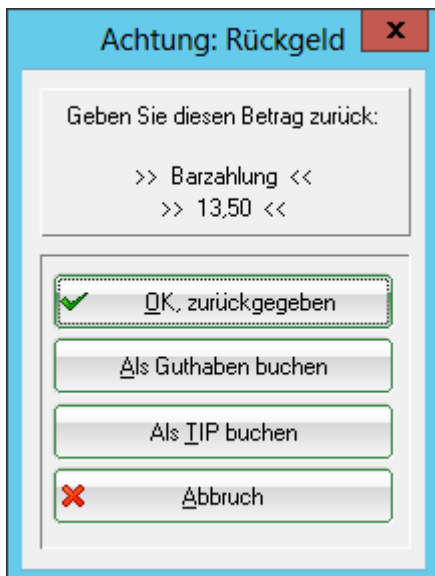 Achtung: Rückgeld
x
Geben Sie diesen Betrag zurück:
>> Barzahlung <<
>> 13,50 <<
OK, zurückgegeben
Als Guthaben buchen
Als TIP buchen
Abbruch